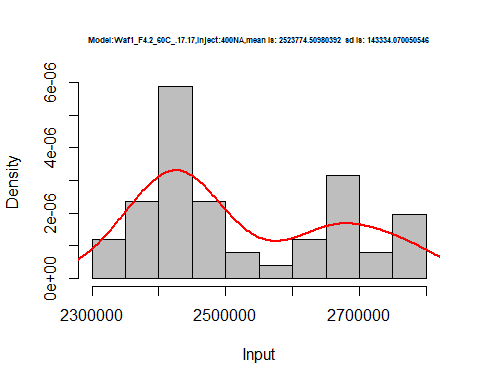 Model:Waf1_F4.2_60C_.17.17,Inject:400NA,mean is: 2523774.50980392 sd is: 143334.070050546
6e-06
4e-06
2e-06
0e+00
Density
2300000 2500000 2700000
Input